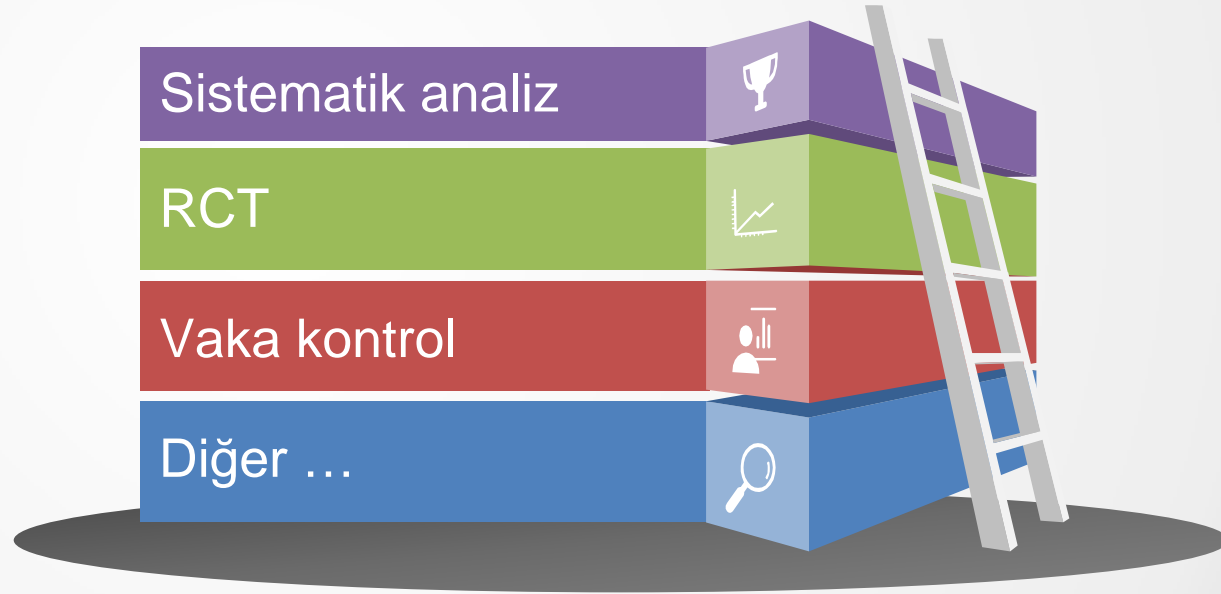 Sistematik analiz
RCT
Vaka kontrol
Diğer …